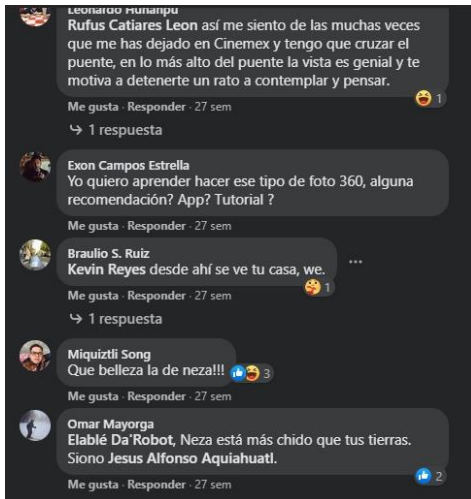 Leonardo Hunahpu
Rufus Catiares Leon así me siento de las muchas veces
que me has dejado en Cinemex y tengo que cruzar el
puente, en lo más alto del puente la vista es genial y te
motiva a detenerte un rato a contemplar y pensar.
1
Me gusta · Responder · 27 sem
1 respuesta
Exon Campos Estrella
Yo quiero aprender hacer ese tipo de foto 360, alguna
recomendación? App? Tutorial ?
Me gusta · Responder · 27 sem
Braulio S. Ruiz
Kevin Reyes desde ahí se ve tu casa, we.
1
Me gusta · Responder · 27 sem
1 respuesta
Miquiztli Song
Que belleza la de neza!!! 3
Me gusta · Responder · 27 sem
Omar Mayorga
Elablé Da'Robot, Neza está más chido que tus tierras.
Siono Jesus Alfonso Aquiahuatl.
2
Me gusta · Responder · 27 sem